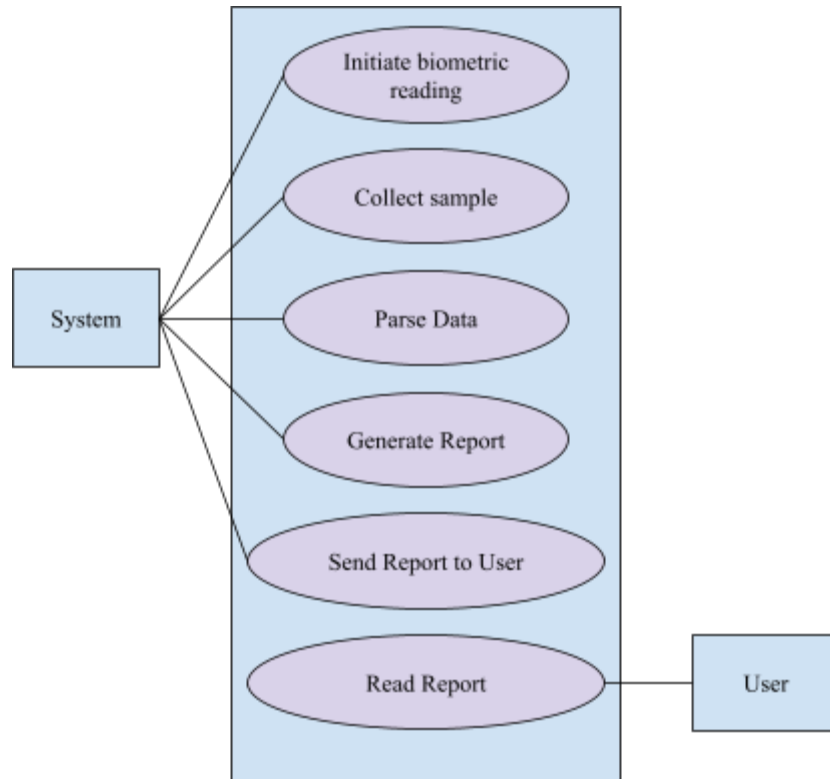 Initiate biometric
reading
Collect sample
System
Parse Data
Generate Report
Send Report to User
Read Report
User